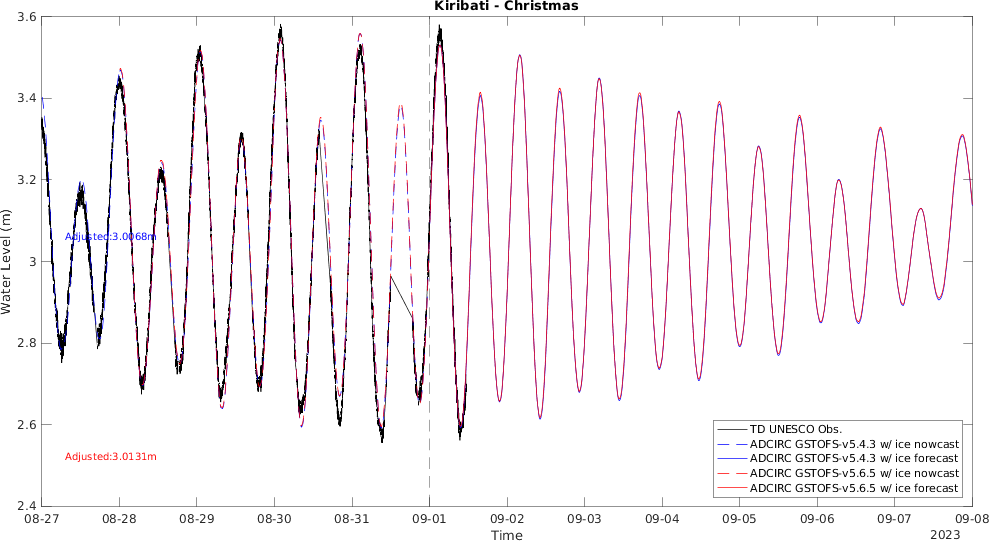 Kiribati - Christmas
3.6
3.4
3.2
3
2.8
2.6
2.4
Water Level (m)
Adjusted:3.0068m
Adjusted:3.0131m
TD UNESCO Obs.
ADCIRC GSTOFS-v5.4.3 w/ ice nowcast
ADCIRC GSTOFS-v5.4.3 w/ ice forecast
ADCIRC GSTOFS-v5.6.5 w/ ice nowcast
ADCIRC GSTOFS-v5.6.5 w/ ice forecast
08-27 08-28 08-29 08-30 08-31 09-01 09-02 09-03 09-04 09-05 09-06 09-07 09-08
Time
2023